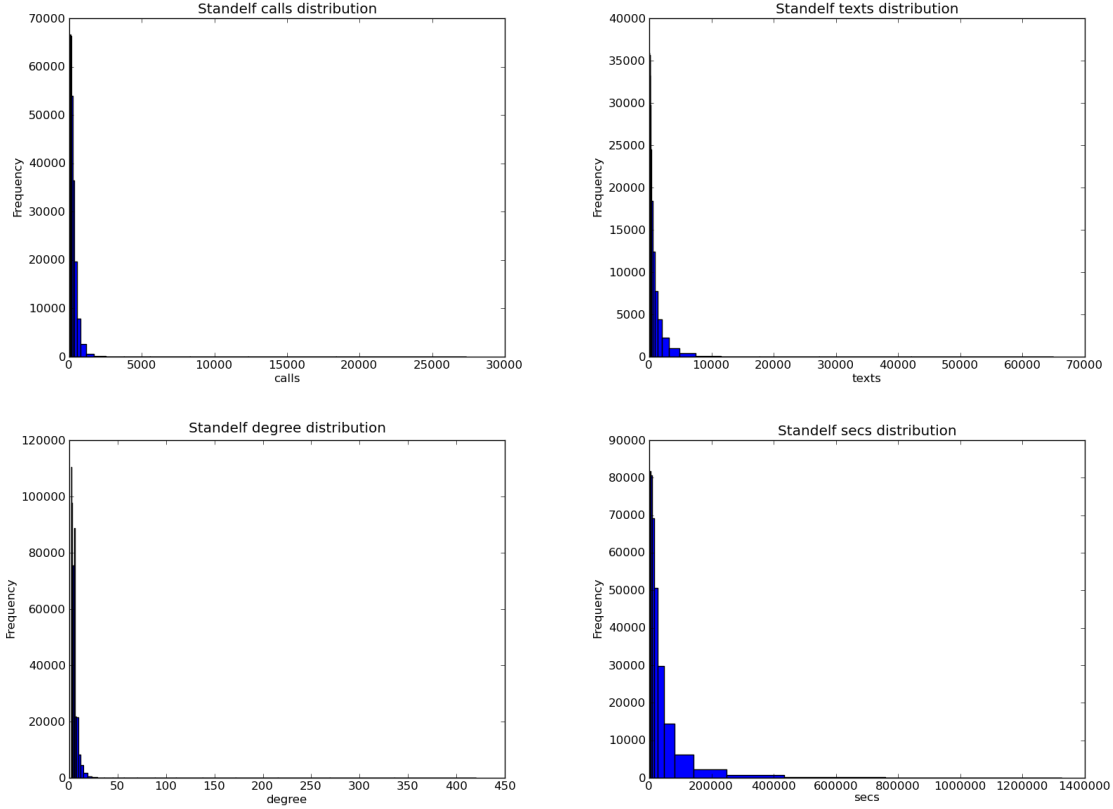 Standelf calls distribution
70000
60000
50000
40000
30000
20000
10000
0
Frequency
0 5000 10000 15000 20000 25000 30000
calls
Standelf texts distribution
40000
35000
30000
25000
20000
15000
10000
5000
0
Frequency
0 10000 20000 30000 40000 50000 60000 70000
texts
Standelf degree distribution
120000
100000
80000
60000
40000
20000
0
Frequency
0 50 100 150 200 250 300 350 400 450
degree
Standelf secs distribution
90000
80000
70000
60000
50000
40000
30000
20000
10000
0
Frequency
0 200000 400000 600000 800000 1000000 1200000 1400000
secs